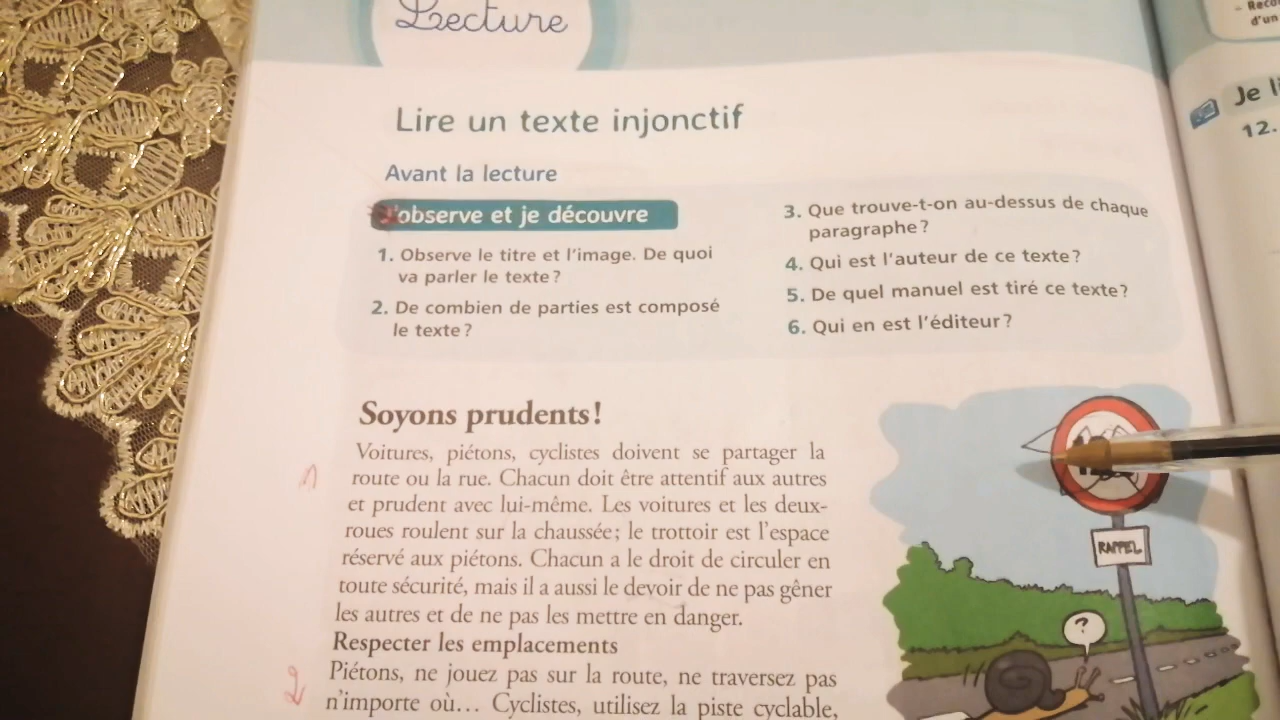 Lecture
Lire un texte injonctif
Avant la lecture
J'observe et je découvre
1. Observe le titre et l'image. De quoi
va parler le texte ?
2. De combien de parties est composé
le texte ?
3. Que trouve-t-on au-dessus de chaque
paragraphe ?
4. Qui est l'auteur de ce texte ?
5. De quel manuel est tiré ce texte ?
6. Qui en est l'éditeur ?
Soyons prudents !
Voitures, piétons, cyclistes doivent se partager la
route ou la rue. Chacun doit être attentif aux autres
et prudent avec lui-même. Les voitures et les deux-
roues roulent sur la chaussée ; le trottoir est l'espace
réservé aux piétons. Chacun a le droit de circuler en
toute sécurité, mais il a aussi le devoir de ne pas gêner
les autres et de ne pas les mettre en danger.
Respecter les emplacements
Piétons, ne jouez pas sur la route, ne traversez pas
n'importe où... Cyclistes, utilisez la piste cyclable,
1
2
RAPPEL
?
d'un
Je
12.